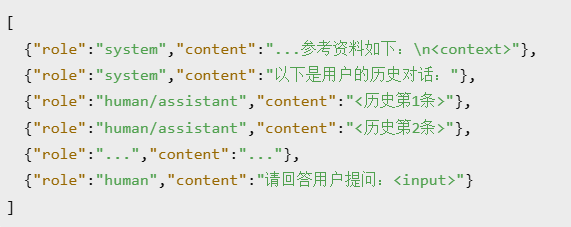 [
{"role":"system","content":"...参考资料如下：\n<context>"},
{"role":"system","content":"以下是用户的历史对话："},
{"role":"human/assistant","content":"<历史第1条>"},
{"role":"human/assistant","content":"<历史第2条>"},
{"role":"...","content":"..."},
{"role":"human","content":"请回答用户提问：<input>"}
]